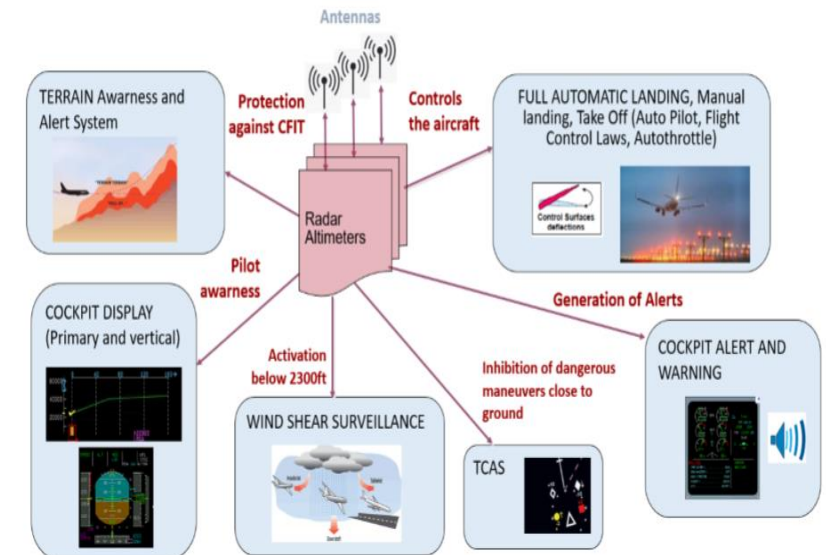 Antennas
TERRAIN Awarness and
Alert System
Protection
against CFIT
Controls
the aircraft
FULL AUTOMATIC LANDING, Manual
landing, Take Off (Auto Pilot, Flight
Control Laws, Autothrottle)
Control Surfaces
deflections
Radar
Altimeters
Pilot
awarness
COCKPIT DISPLAY
(Primary and vertical)
Activation
below 2300ft
WIND SHEAR SURVEILLANCE
Inhibition of dangerous
maneuvers close to
ground
TCAS
Generation of Alerts
COCKPIT ALERT AND
WARNING